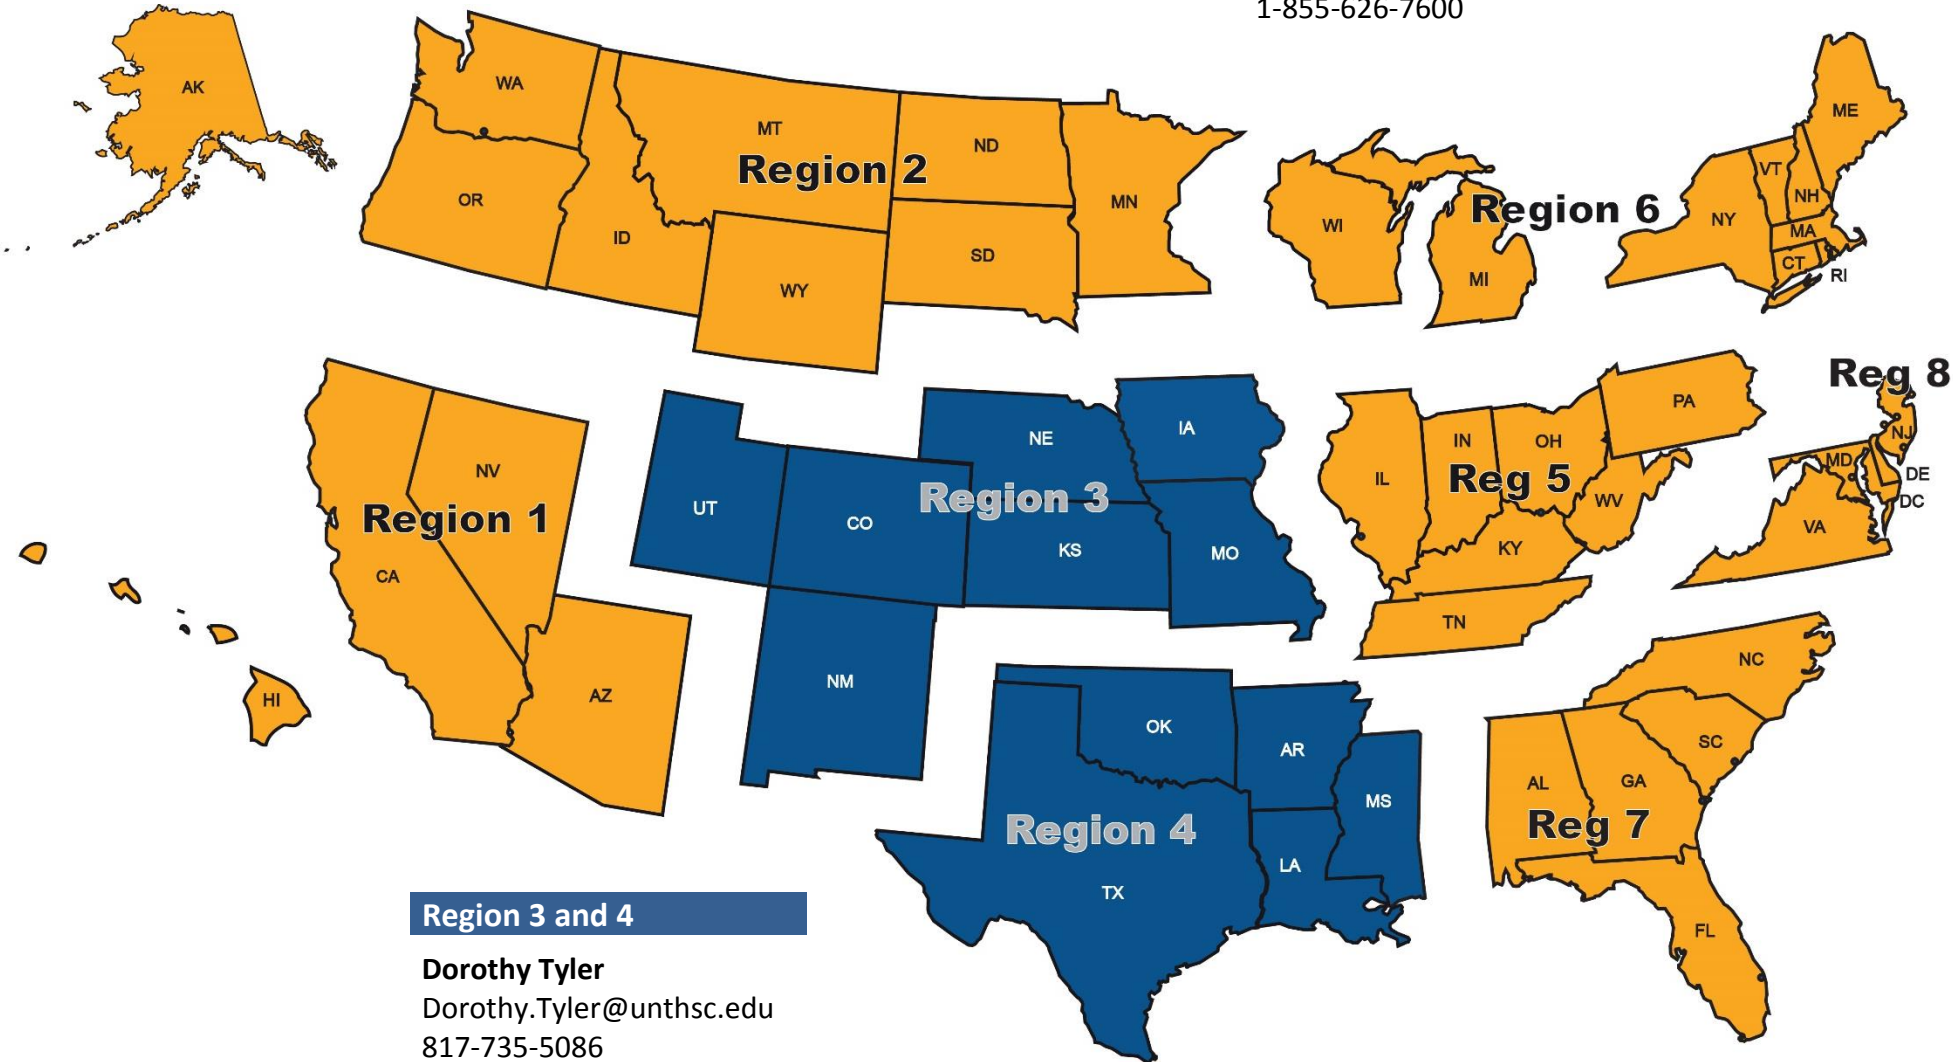 1-855-626-7600
AK
WA
MT
ND
MN
OR
ID
WY
SD
Region 2
WI
MI
Region 6
NY
VT
NH
ME
MA
CT
RI
CA
NV
AZ
HI
Region 1
UT
CO
NE
IA
KS
MO
NM
Region 3
IL
IN
OH
PA
WV
KY
TN
Reg 5
Reg 8
NJ
MD
DE
DC
VA
OK
AR
MS
LA
TX
Region 4
NC
SC
AL
GA
FL
Reg 7
Region 3 and 4
Dorothy Tyler
Dorothy.Tyler@unthsc.edu
817-735-5086